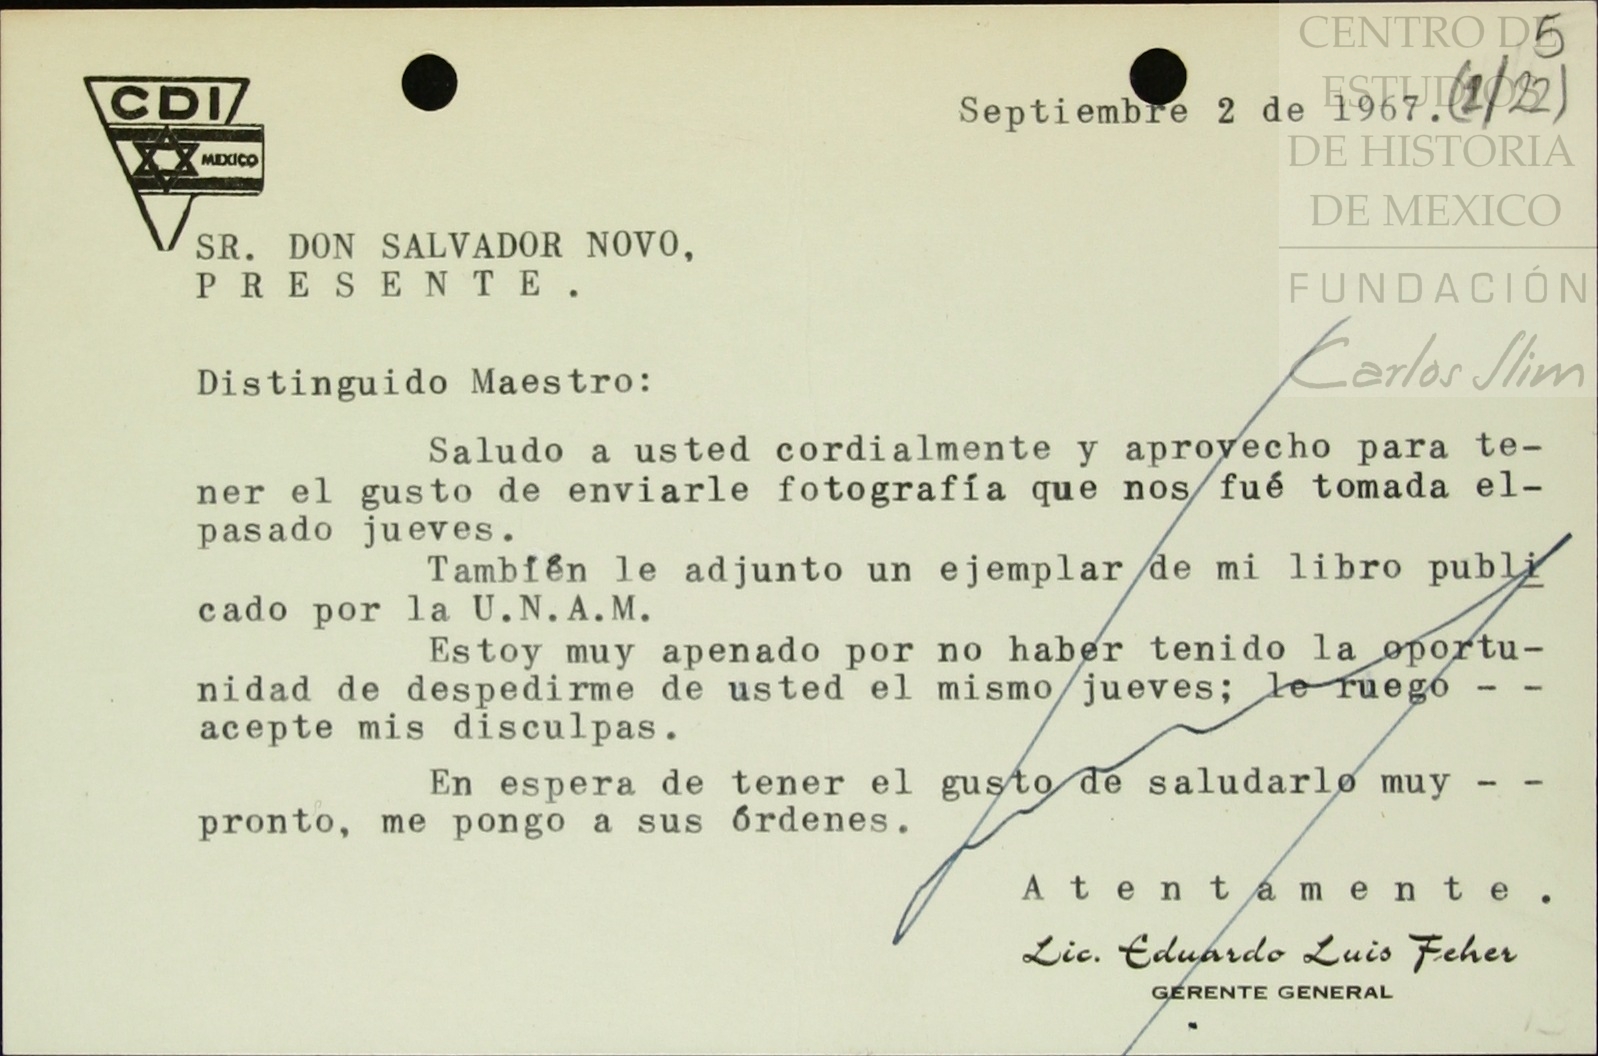 CENTRO DE
ESTUDIOS
DE HISTORIA
DE MEXICO
FUNDACIÓN
Carlos Slim
5
(1/22)
CDI
MEXICO
Septiembre 2 de 1967.
SR. DON SALVADOR NOVO,
P R E S E N T E .
Distinguido Maestro:
Saludo a usted cordialmente y aprovecho para te-
ner el gusto de enviarle fotografía que nos fué tomada el-
pasado jueves.
También le adjunto un ejemplar de mi libro publi
cado por la U.N.A.M.
Estoy muy apenado por no haber tenido la oportu-
nidad de despedirme de usted el mismo jueves; le ruego - -
acepte mis disculpas.
En espera de tener el gusto de saludarlo muy - -
pronto, me pongo a sus órdenes.
A t e n t a m e n t e .
Lic. Eduardo Luis Feher
GERENTE GENERAL